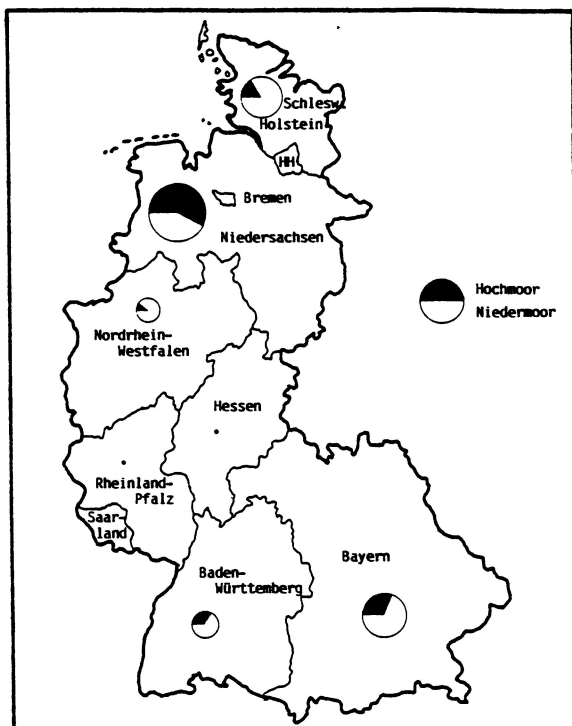 Schlesw.
Holstein
HH
Bremen
Niedersachsen
Hochmoor
Niedermoor
Nordrhein-
Westfalen
Hessen
Rheinland-
Pfalz
Saar-
land
Bayern
Baden-
Württemberg